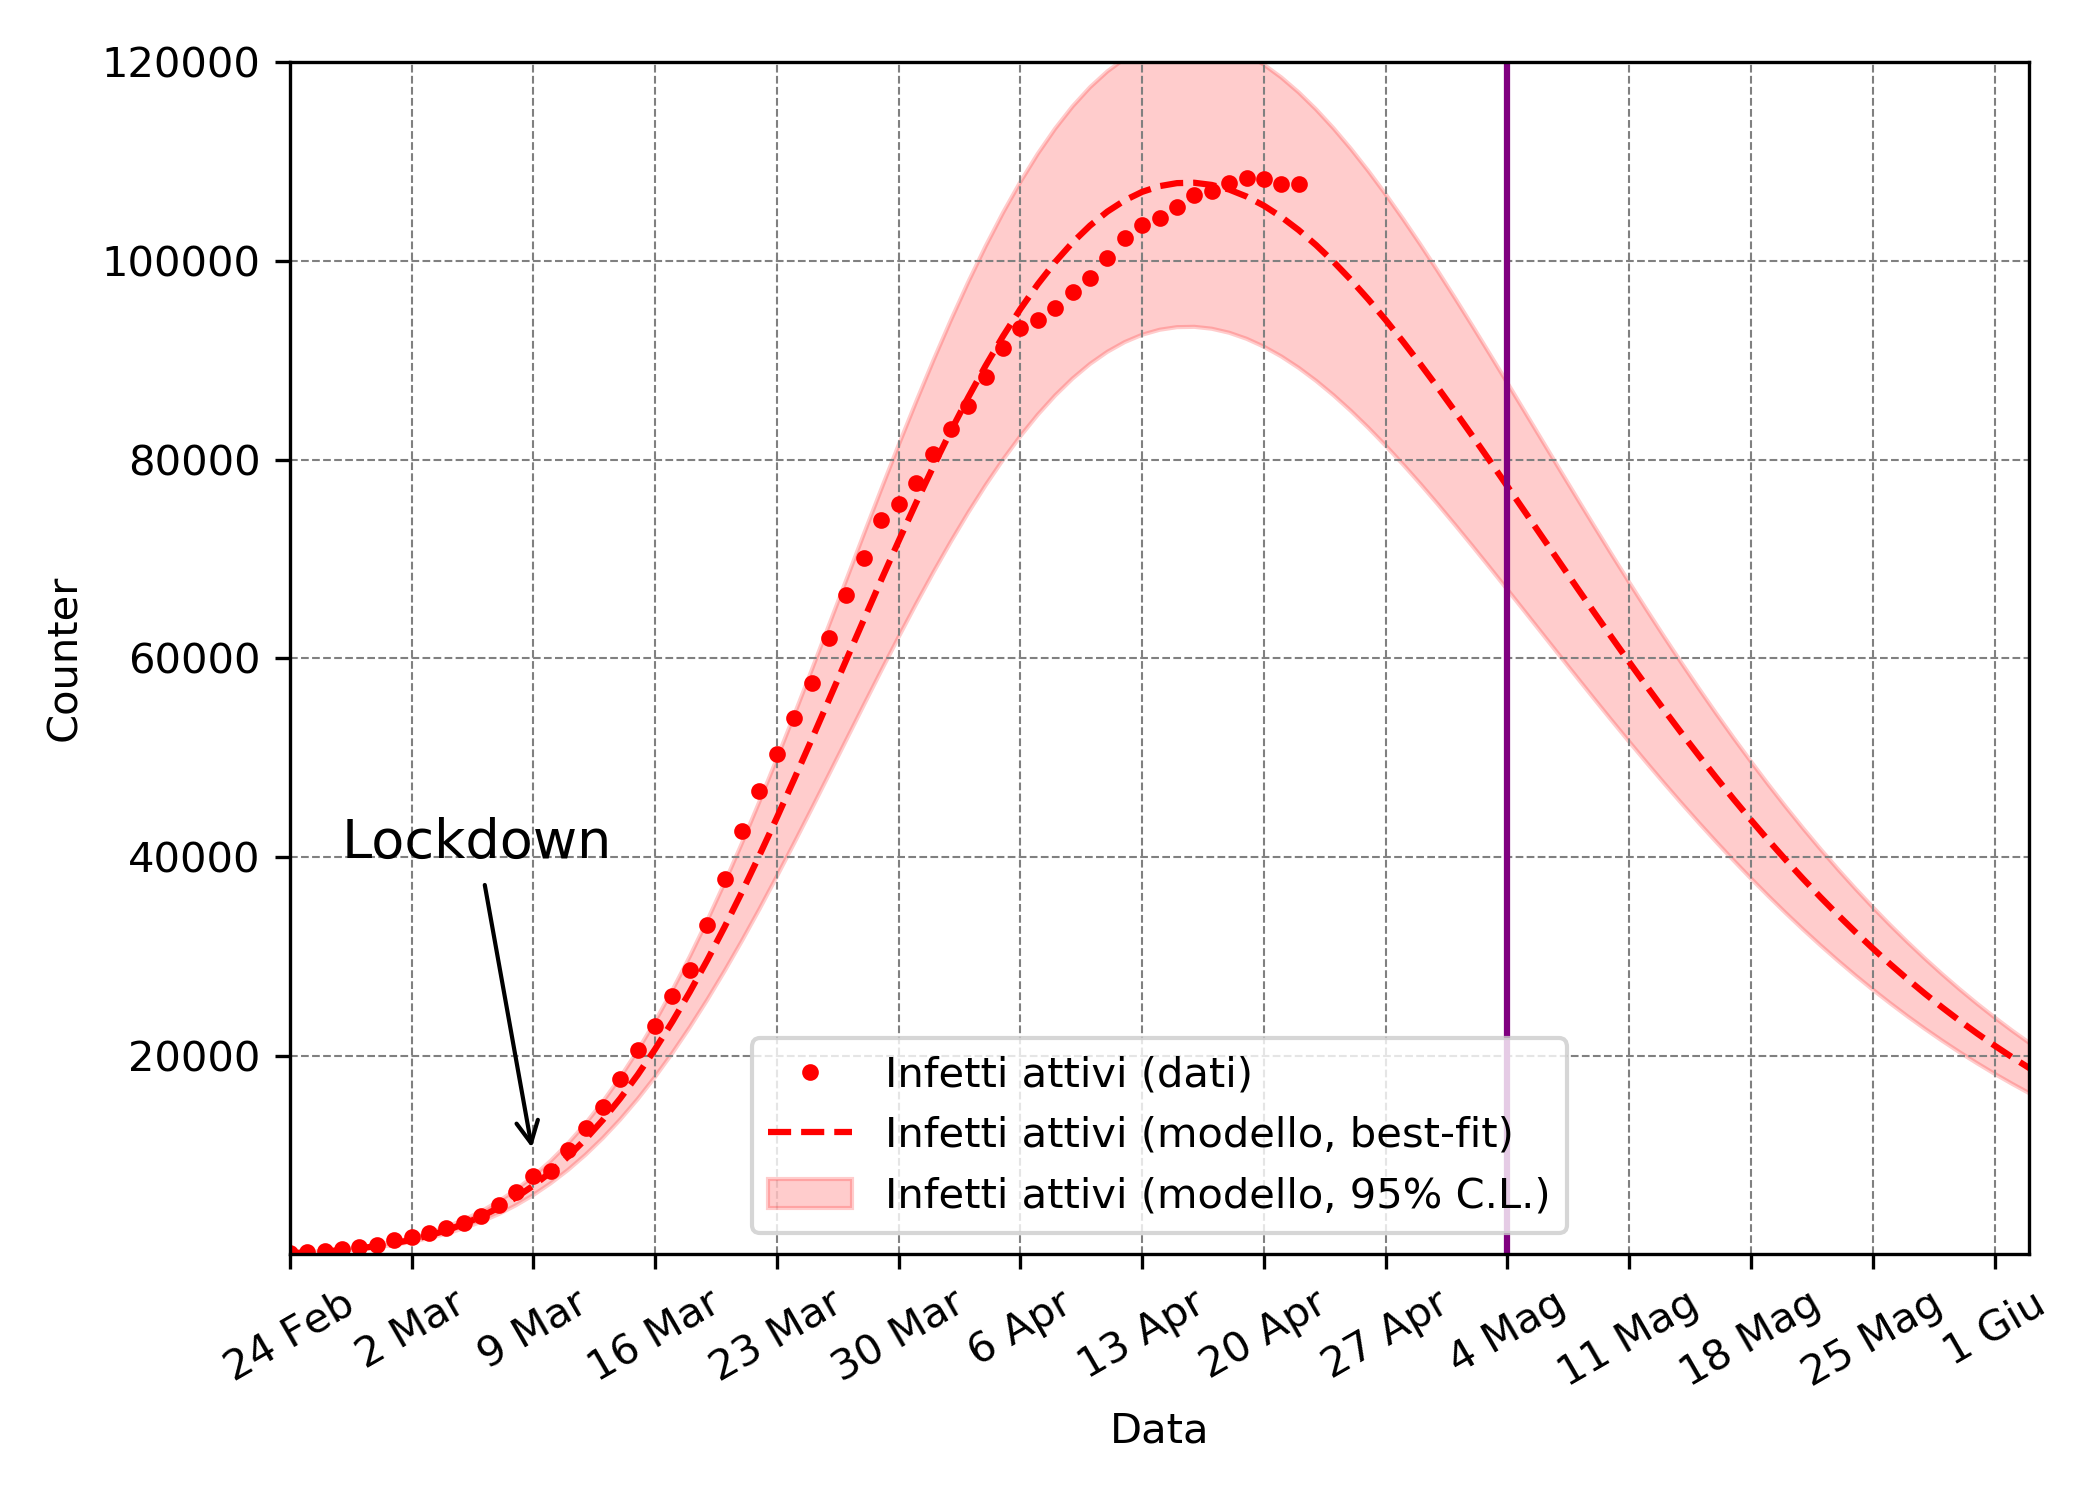 120000
100000
80000
60000
40000
20000
Counter
Lockdown
Infetti attivi (dati)
Infetti attivi (modello, best-fit)
Infetti attivi (modello, 95% C.L.)
24 Feb
2 Mar
9 Mar
16 Mar
23 Mar
30 Mar
6 Apr
13 Apr
20 Apr
27 Apr
4 Mag
11 Mag
18 Mag
25 Mag
1 Giu
Data